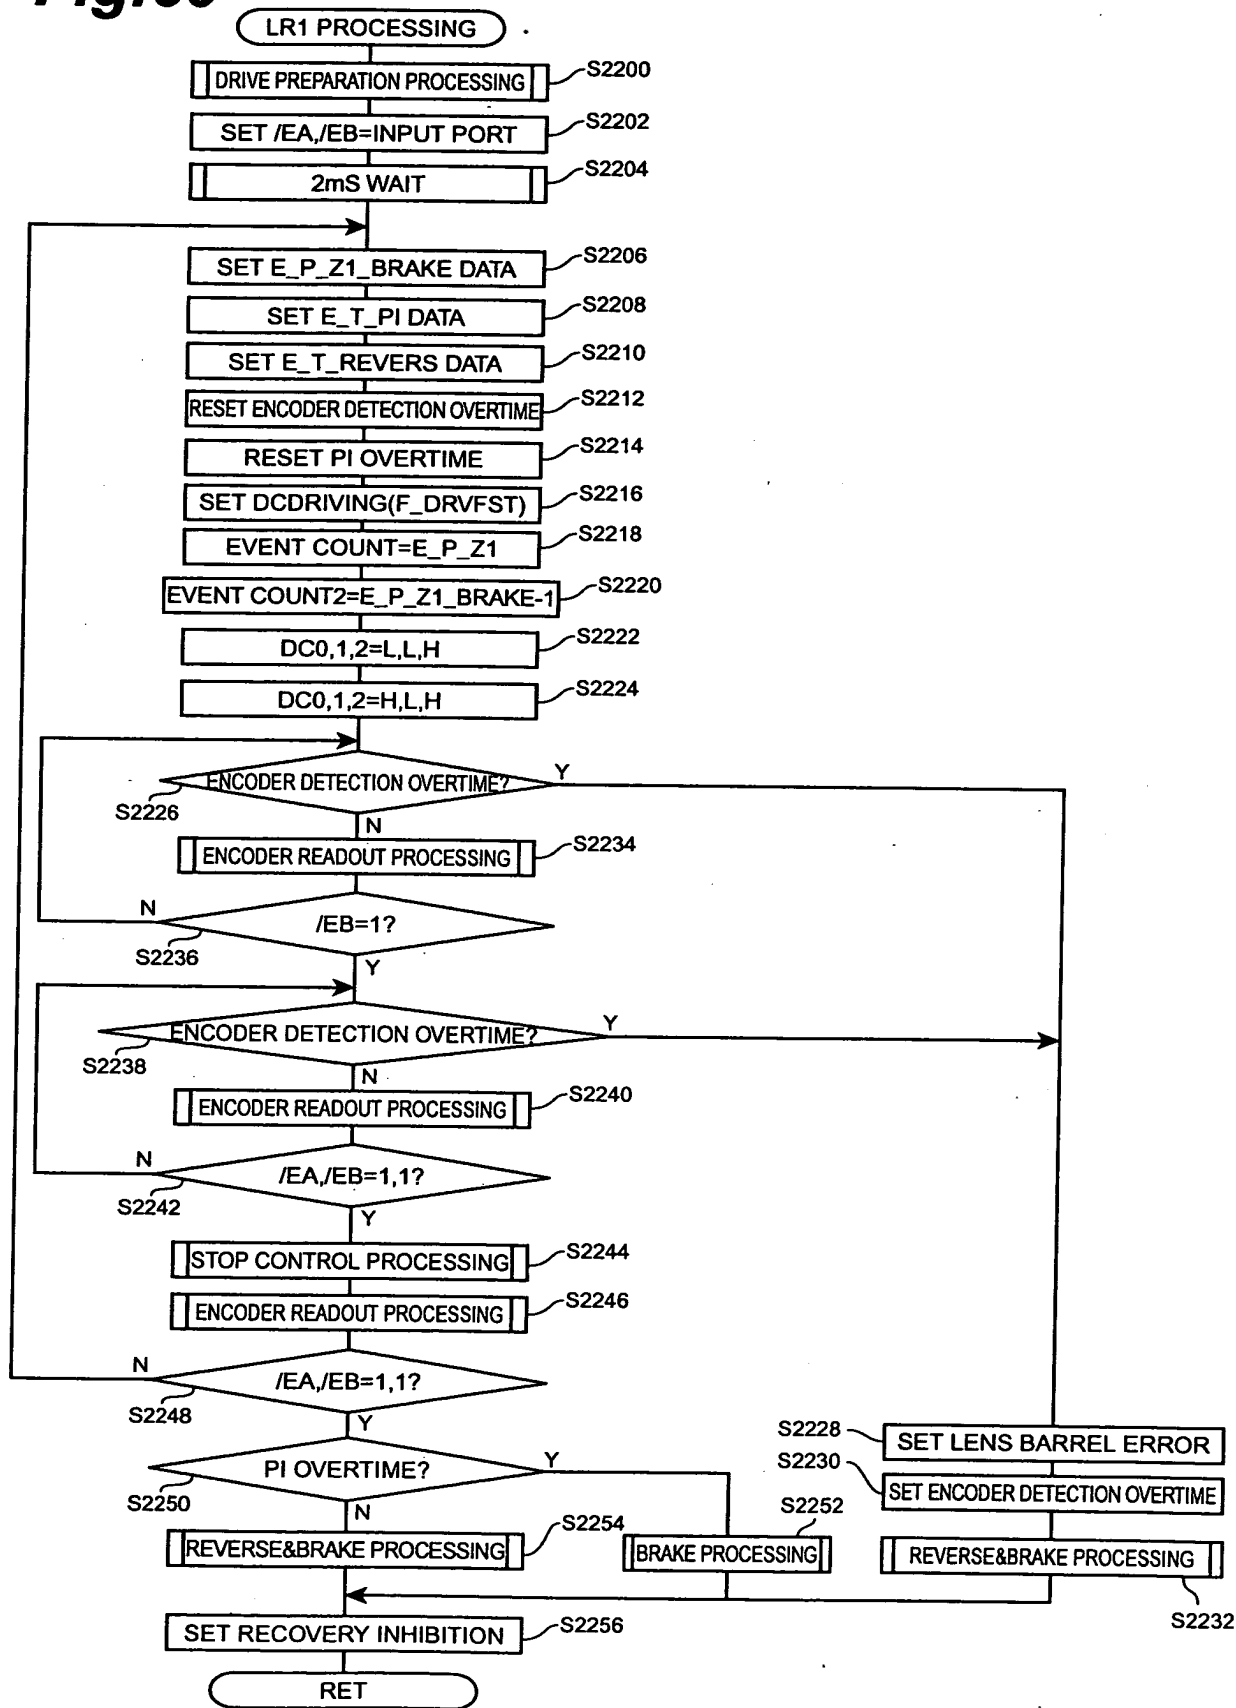 LR1 PROCESSING
DRIVE PREPARATION PROCESSING
S2200
SET /EA,/EB=INPUT PORT
S2202
2mS WAIT
S2204
SET E_P_Z1_BRAKE DATA
S2206
SET E_T_PI DATA
S2208
SET E_T_REVERS DATA
S2210
RESET ENCODER DETECTION OVERTIME
S2212
RESET PI OVERTIME
S2214
SET DCDRIVING(F_DRVFST)
S2216
EVENT COUNT=E_P_Z1
S2218
EVENT COUNT2=E_P_Z1_BRAKE-1
S2220
DC0,1,2=L,L,H
S2222
DC0,1,2=H,L,H
S2224
ENCODER DETECTION OVERTIME?
Y
S2226
N
ENCODER READOUT PROCESSING
S2234
N
/EB=1?
S2236
Y
ENCODER DETECTION OVERTIME?
Y
S2238
N
ENCODER READOUT PROCESSING
S2240
N
/EA,/EB=1,1?
S2242
Y
STOP CONTROL PROCESSING
S2244
ENCODER READOUT PROCESSING
S2246
N
/EA,/EB=1,1?
S2248
Y
PI OVERTIME?
Y
S2250
N
S2228
SET LENS BARREL ERROR
S2230
SET ENCODER DETECTION OVERTIME
REVERSE&BRAKE PROCESSING
S2254
S2252
BRAKE PROCESSING
REVERSE&BRAKE PROCESSING
S2232
SET RECOVERY INHIBITION
S2256
RET